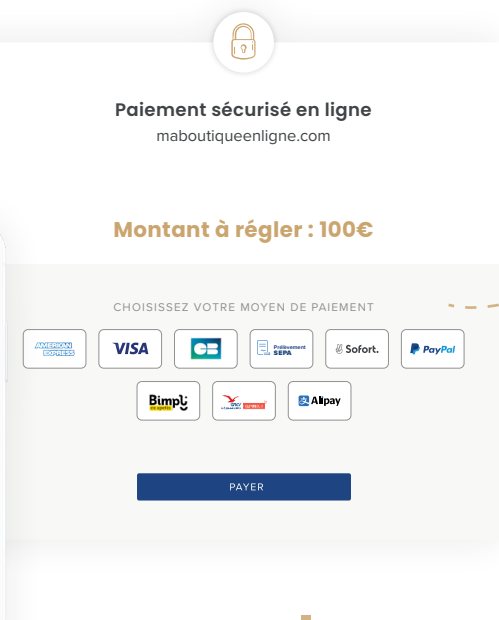 Paiement sécurisé en ligne
maboutiqueenligne.com
Montant à régler : 100€
CHOISISSEZ VOTRE MOYEN DE PAIEMENT
AMERICAN
EXPRESS
VISA
CB
Prélèvement
SEPA
Sofort.
PayPal
Bimpli
CONNECT
Alipay
PAYER